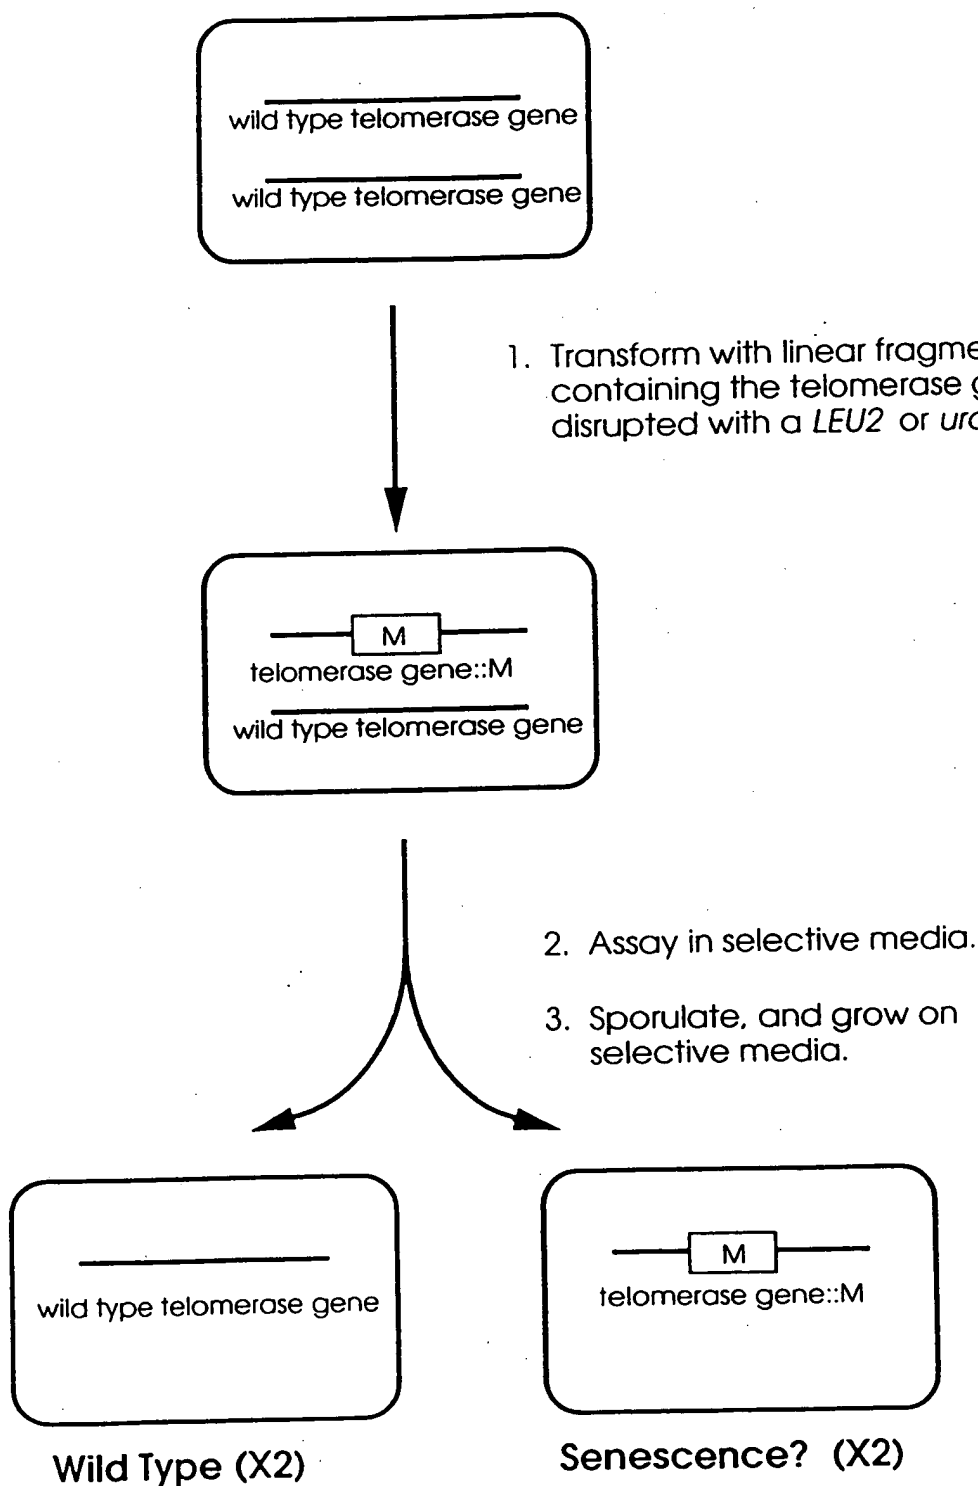 wild type telomerase gene
wild type telomerase gene
1. Transform with linear
containing the telomerase
disrupted with a LEU2 or
M
telomerase gene::M
wild type telomerase gene
2. Assay in selective media.
3. Sporulate, and grow on
selective media.
wild type telomerase gene
M
telomerase gene::M
Wild Type (X2)
Senescence? (X2)